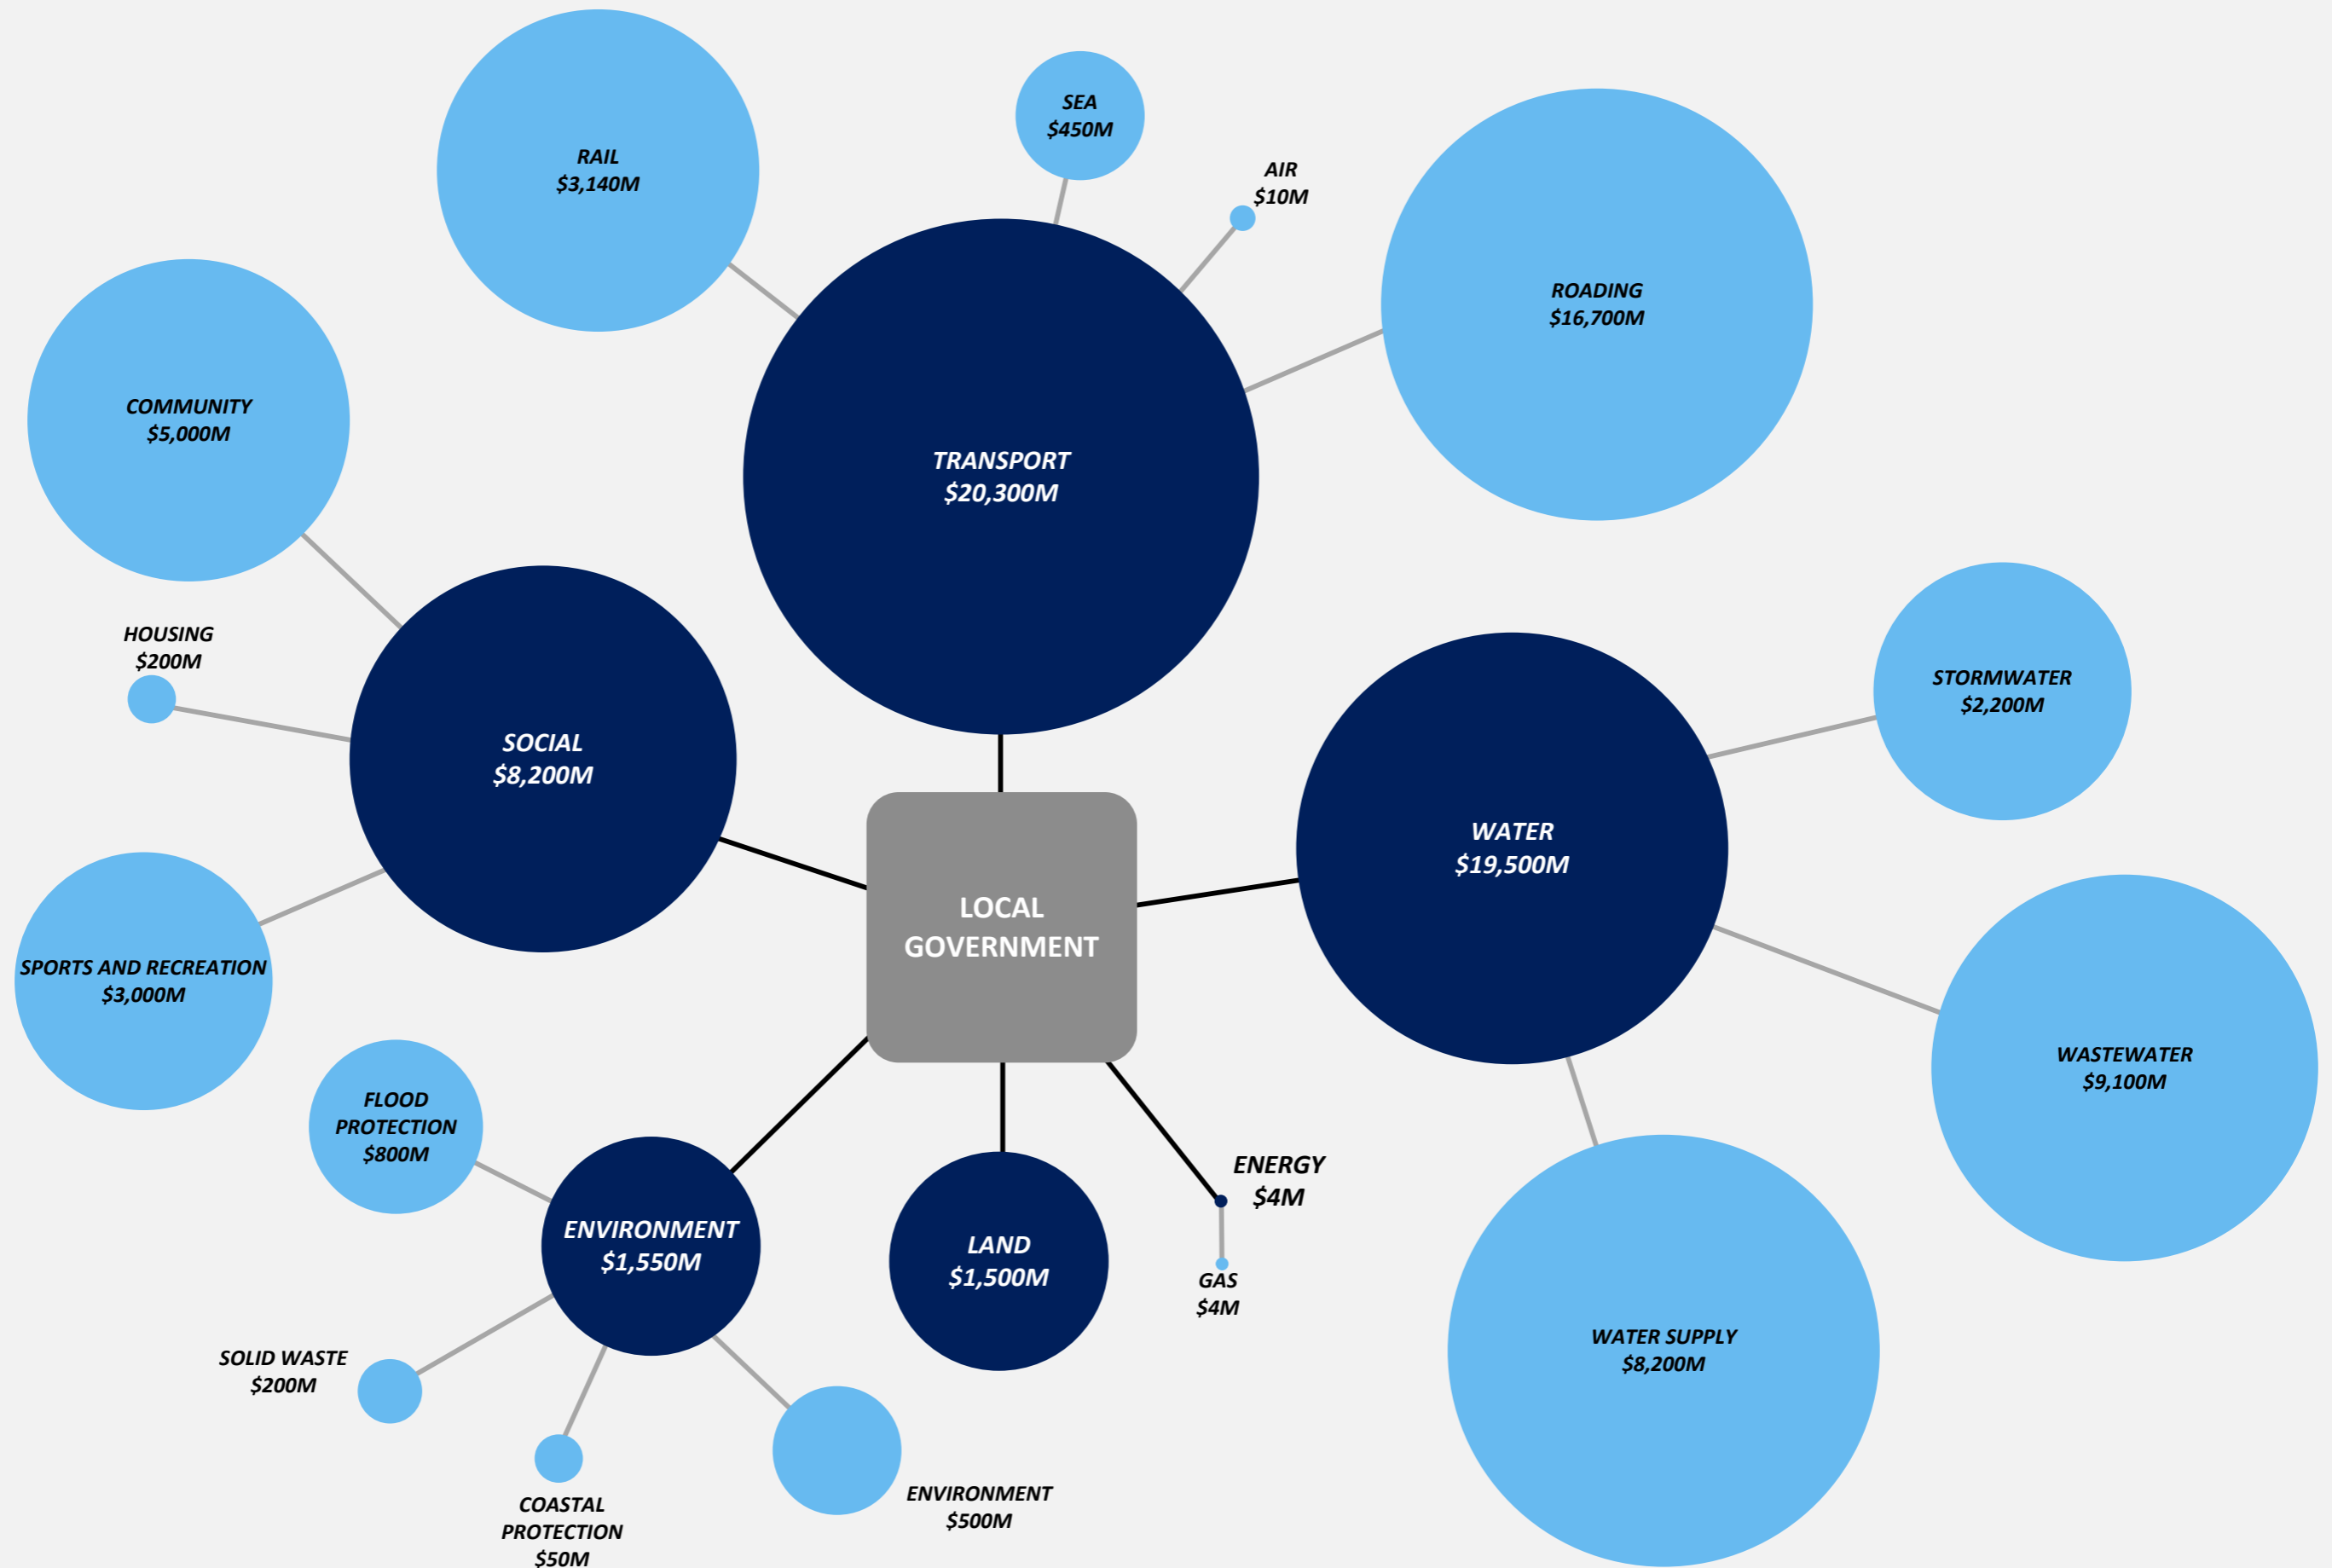 SEA
$450M
RAIL
$3,140M
AIR
$10M
ROADING
$16,700M
COMMUNITY
$5,000M
TRANSPORT
$20,300M
HOUSING
$200M
STORMWATER
$2,200M
SOCIAL
$8,200M
WATER
$19,500M
LOCAL
GOVERNMENT
SPORTS AND RECREATION
$3,000M
WASTEWATER
$9,100M
FLOOD
PROTECTION
$800M
ENERGY
$4M
ENVIRONMENT
$1,550M
LAND
$1,500M
GAS
$4M
WATER SUPPLY
$8,200M
SOLID WASTE
$200M
ENVIRONMENT
$500M
COASTAL
PROTECTION
$50M